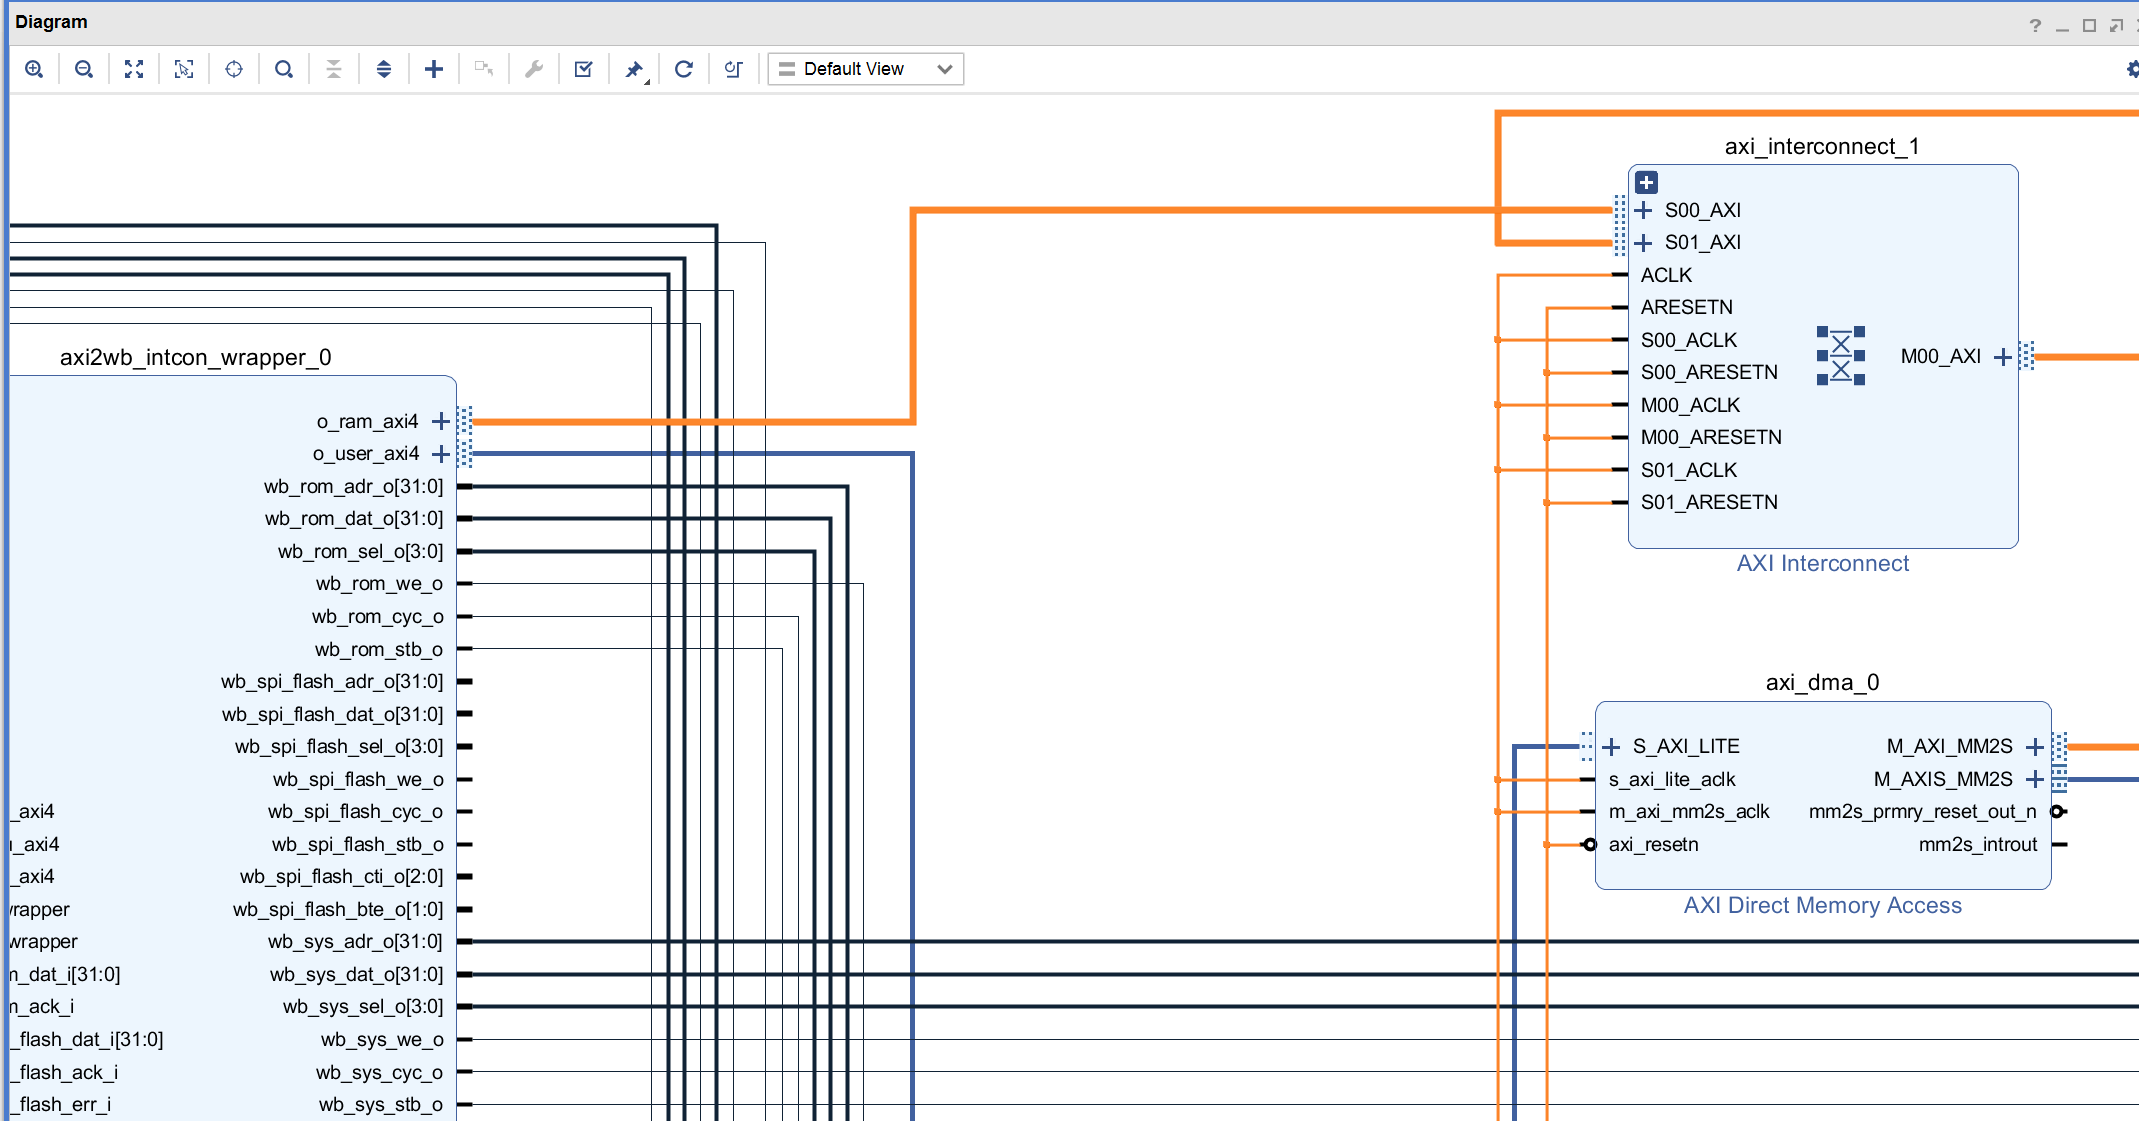 Diagram
Default View
axi2wb_intcon_wrapper_0
o_ram_axi4
o_user_axi4
wb_rom_adr_o[31:0]
wb_rom_dat_o[31:0]
wb_rom_sel_o[3:0]
wb_rom_we_o
wb_rom_cyc_o
wb_rom_stb_o
wb_spi_flash_adr_o[31:0]
wb_spi_flash_dat_o[31:0]
wb_spi_flash_sel_o[3:0]
wb_spi_flash_we_o
_axi4 wb_spi_flash_cyc_o
_axi4 wb_spi_flash_stb_o
_axi4 wb_spi_flash_cti_o[2:0]
rapper wb_spi_flash_bte_o[1:0]
wrapper wb_sys_adr_o[31:0]
_dat_i[31:0] wb_sys_dat_o[31:0]
_ack_i wb_sys_sel_o[3:0]
_flash_dat_i[31:0] wb_sys_we_o
_flash_ack_i wb_sys_cyc_o
_flash_err_i wb_sys_stb_o
axi_interconnect_1
S00_AXI
S01_AXI
ACLK
ARESETN
S00_ACLK
M00_AXI
S00_ARESETN
M00_ACLK
M00_ARESETN
S01_ACLK
S01_ARESETN
AXI Interconnect
axi_dma_0
S_AXI_LITE M_AXI_MM2S
s_axi_lite_aclk M_AXIS_MM2S
m_axi_mm2s_aclk mm2s_prmry_reset_out_n
axi_resetn mm2s_introut
AXI Direct Memory Access